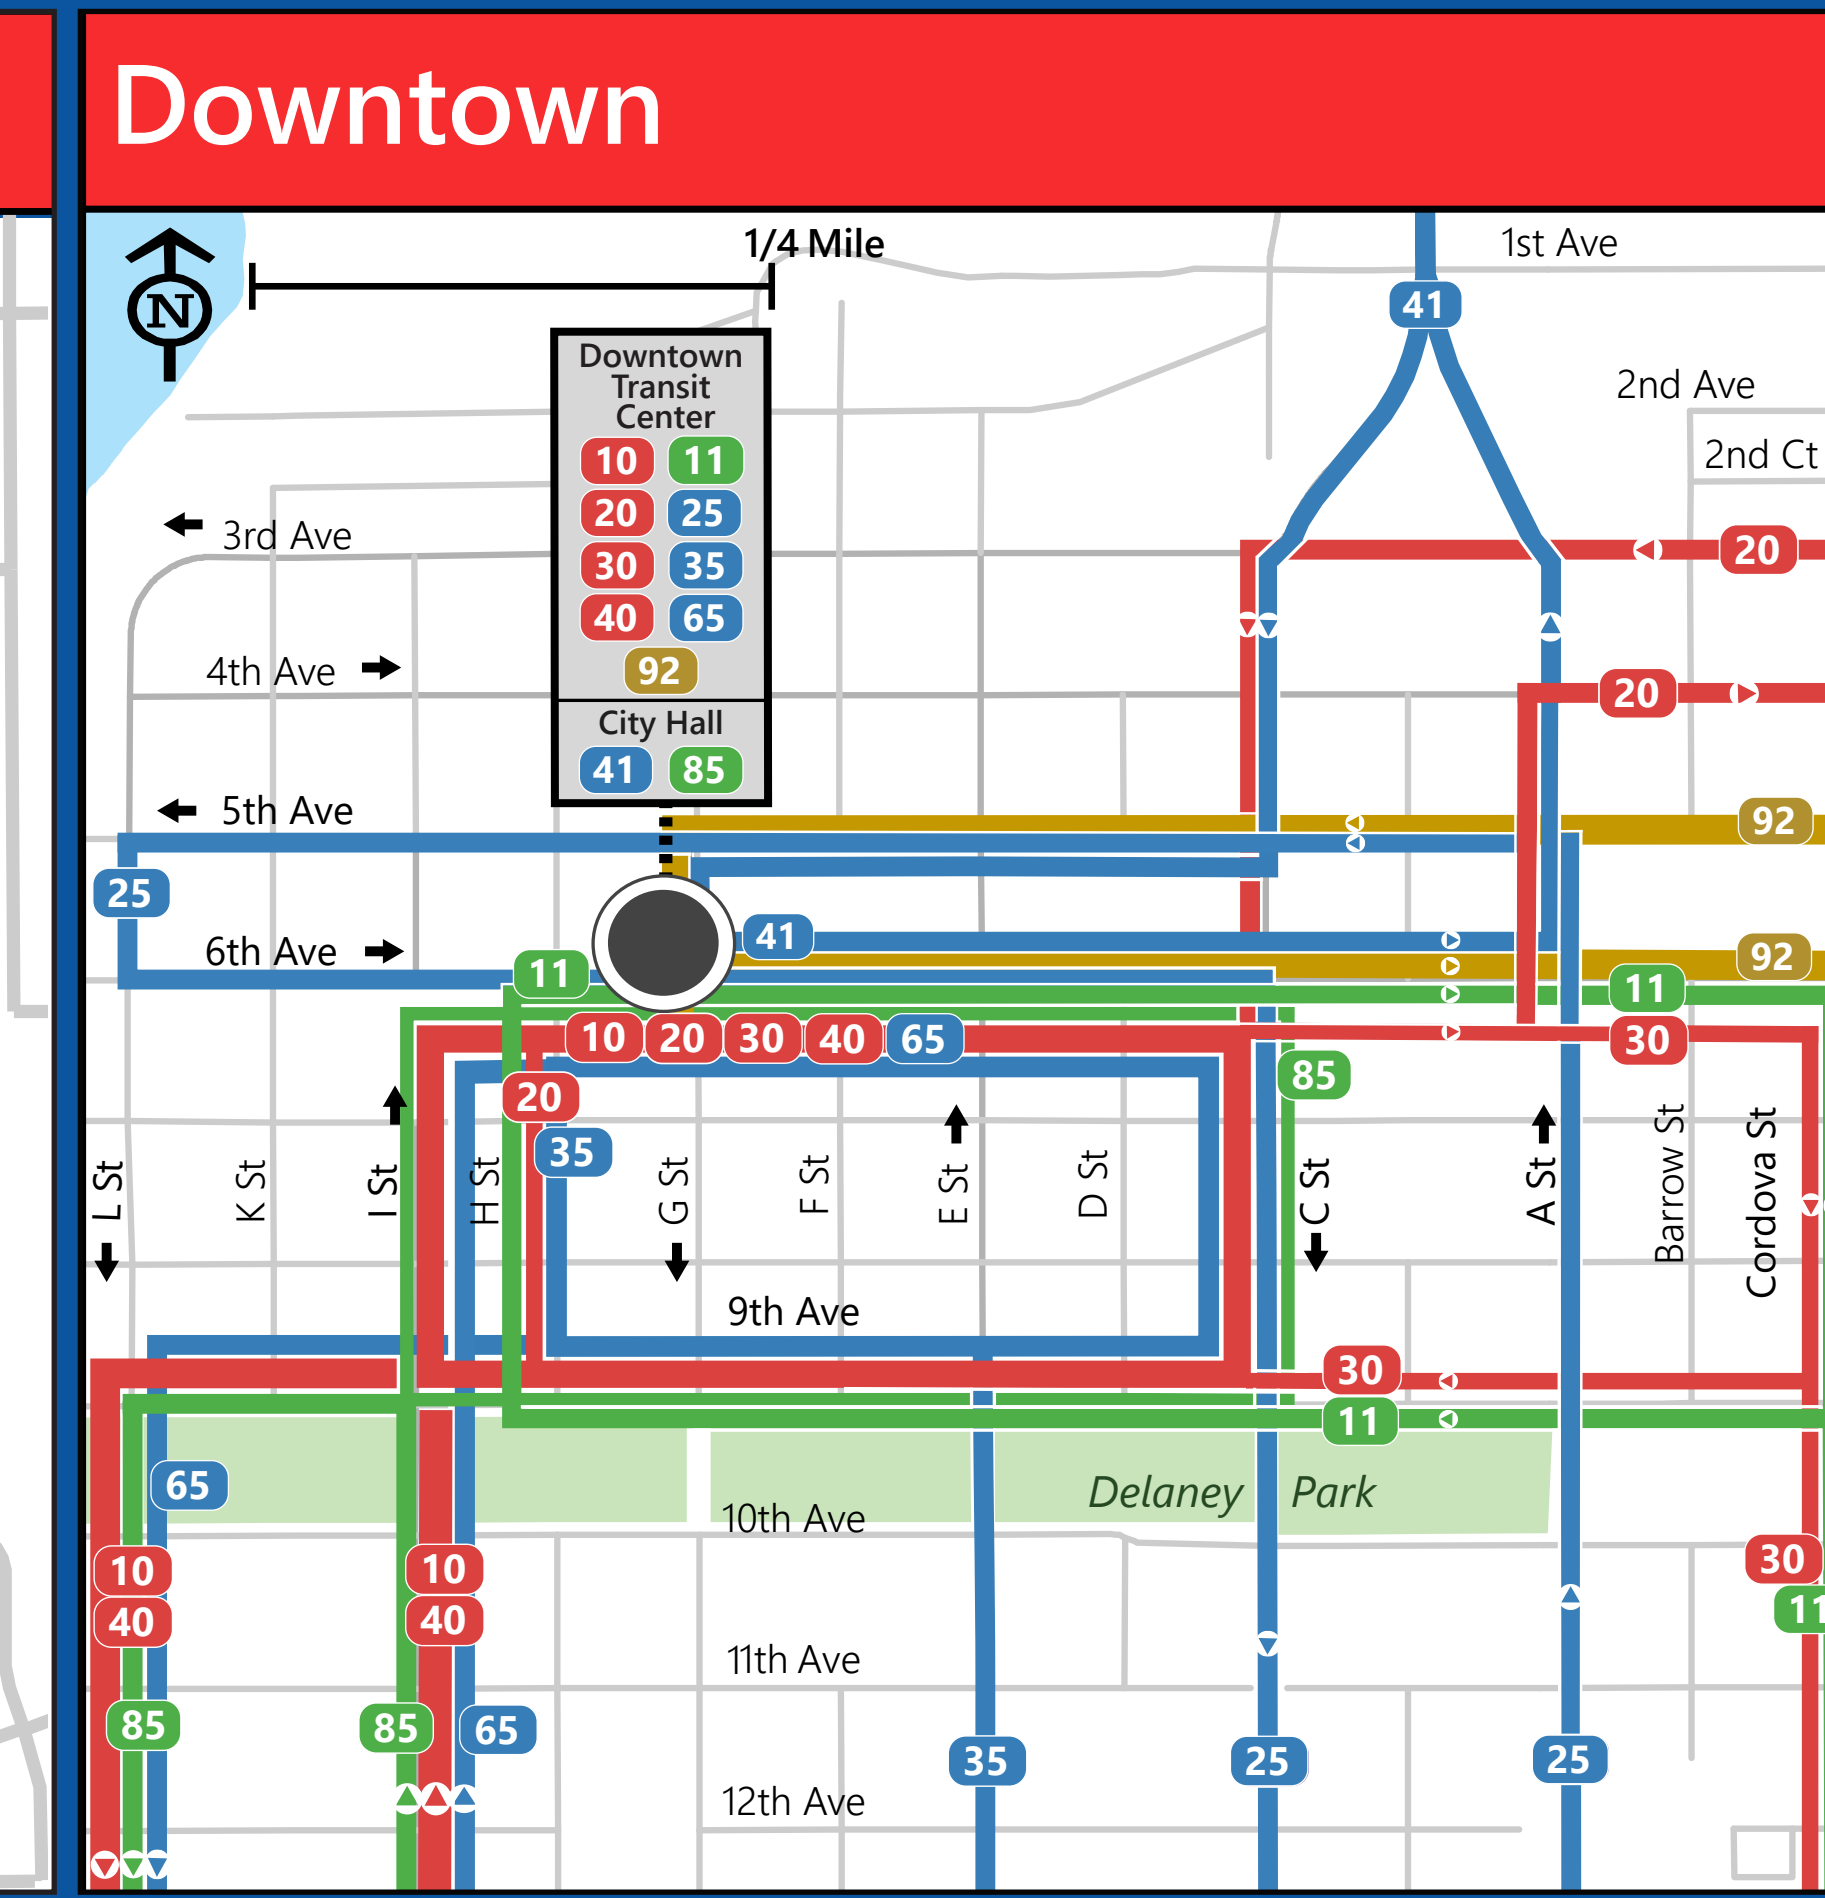 Downtown
1/4 Mile
1st Ave
N
41
Downtown
Transit
Center
10 11
20 25
30 35
40 65
92
City Hall
41 85
2nd Ave
2nd Ct
3rd Ave
20
4th Ave
20
5th Ave
92
25
41
6th Ave
92
11
11
10 20 30 40 65
30
85
20
35
L St
K St
I St
H St
G St
F St
E St
D St
C St
A St
Barrow St
Cordova St
9th Ave
30
11
65
Delaney Park
10th Ave
10
40
10
40
30
11
11th Ave
85
85
65
35
25
25
12th Ave